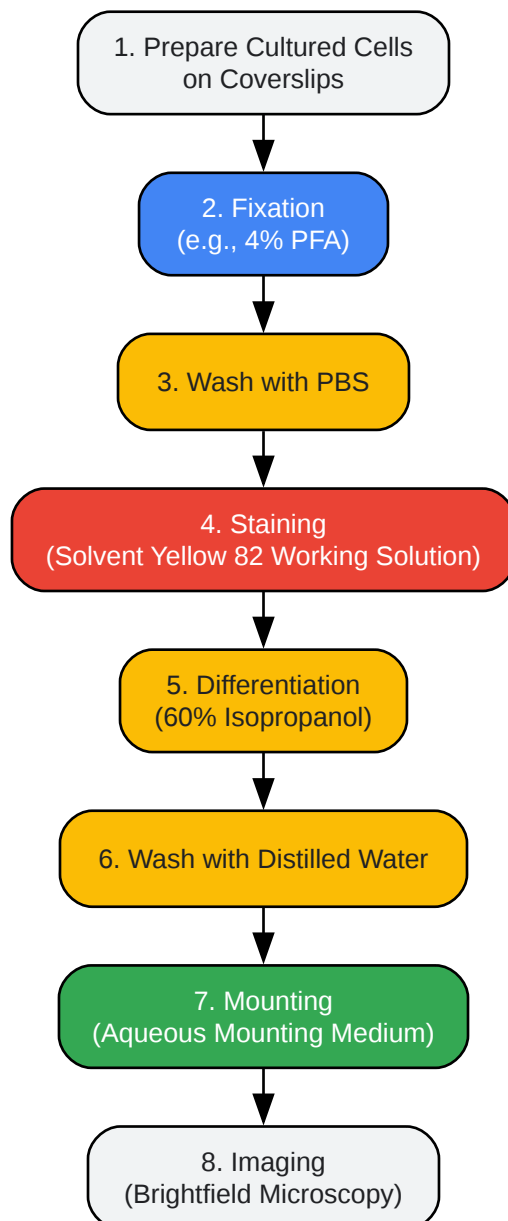 1. Prepare Cultured Cells
on Coverslips
2. Fixation
(e.g., 4% PFA)
3. Wash with PBS
4. Staining
(Solvent Yellow 82 Working Solution)
5. Differentiation
(60% Isopropanol)
6. Wash with Distilled Water
7. Mounting
(Aqueous Mounting Medium)
8. Imaging
(Brightfield Microscopy)